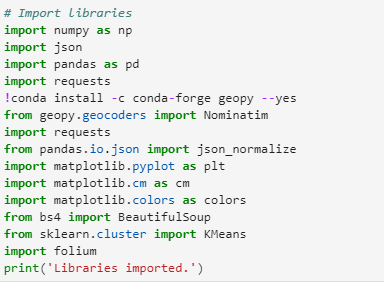 # Import libraries
import numpy as np
import json
import pandas as pd
import requests
!conda install -c conda-forge geopy --yes
from geopy.geocoders import Nominatim
import requests
from pandas.io.json import json_normalize
import matplotlib.pyplot as plt
import matplotlib.cm as cm
import matplotlib.colors as colors
from bs4 import BeautifulSoup
from sklearn.cluster import KMeans
import folium
print('Libraries imported.')